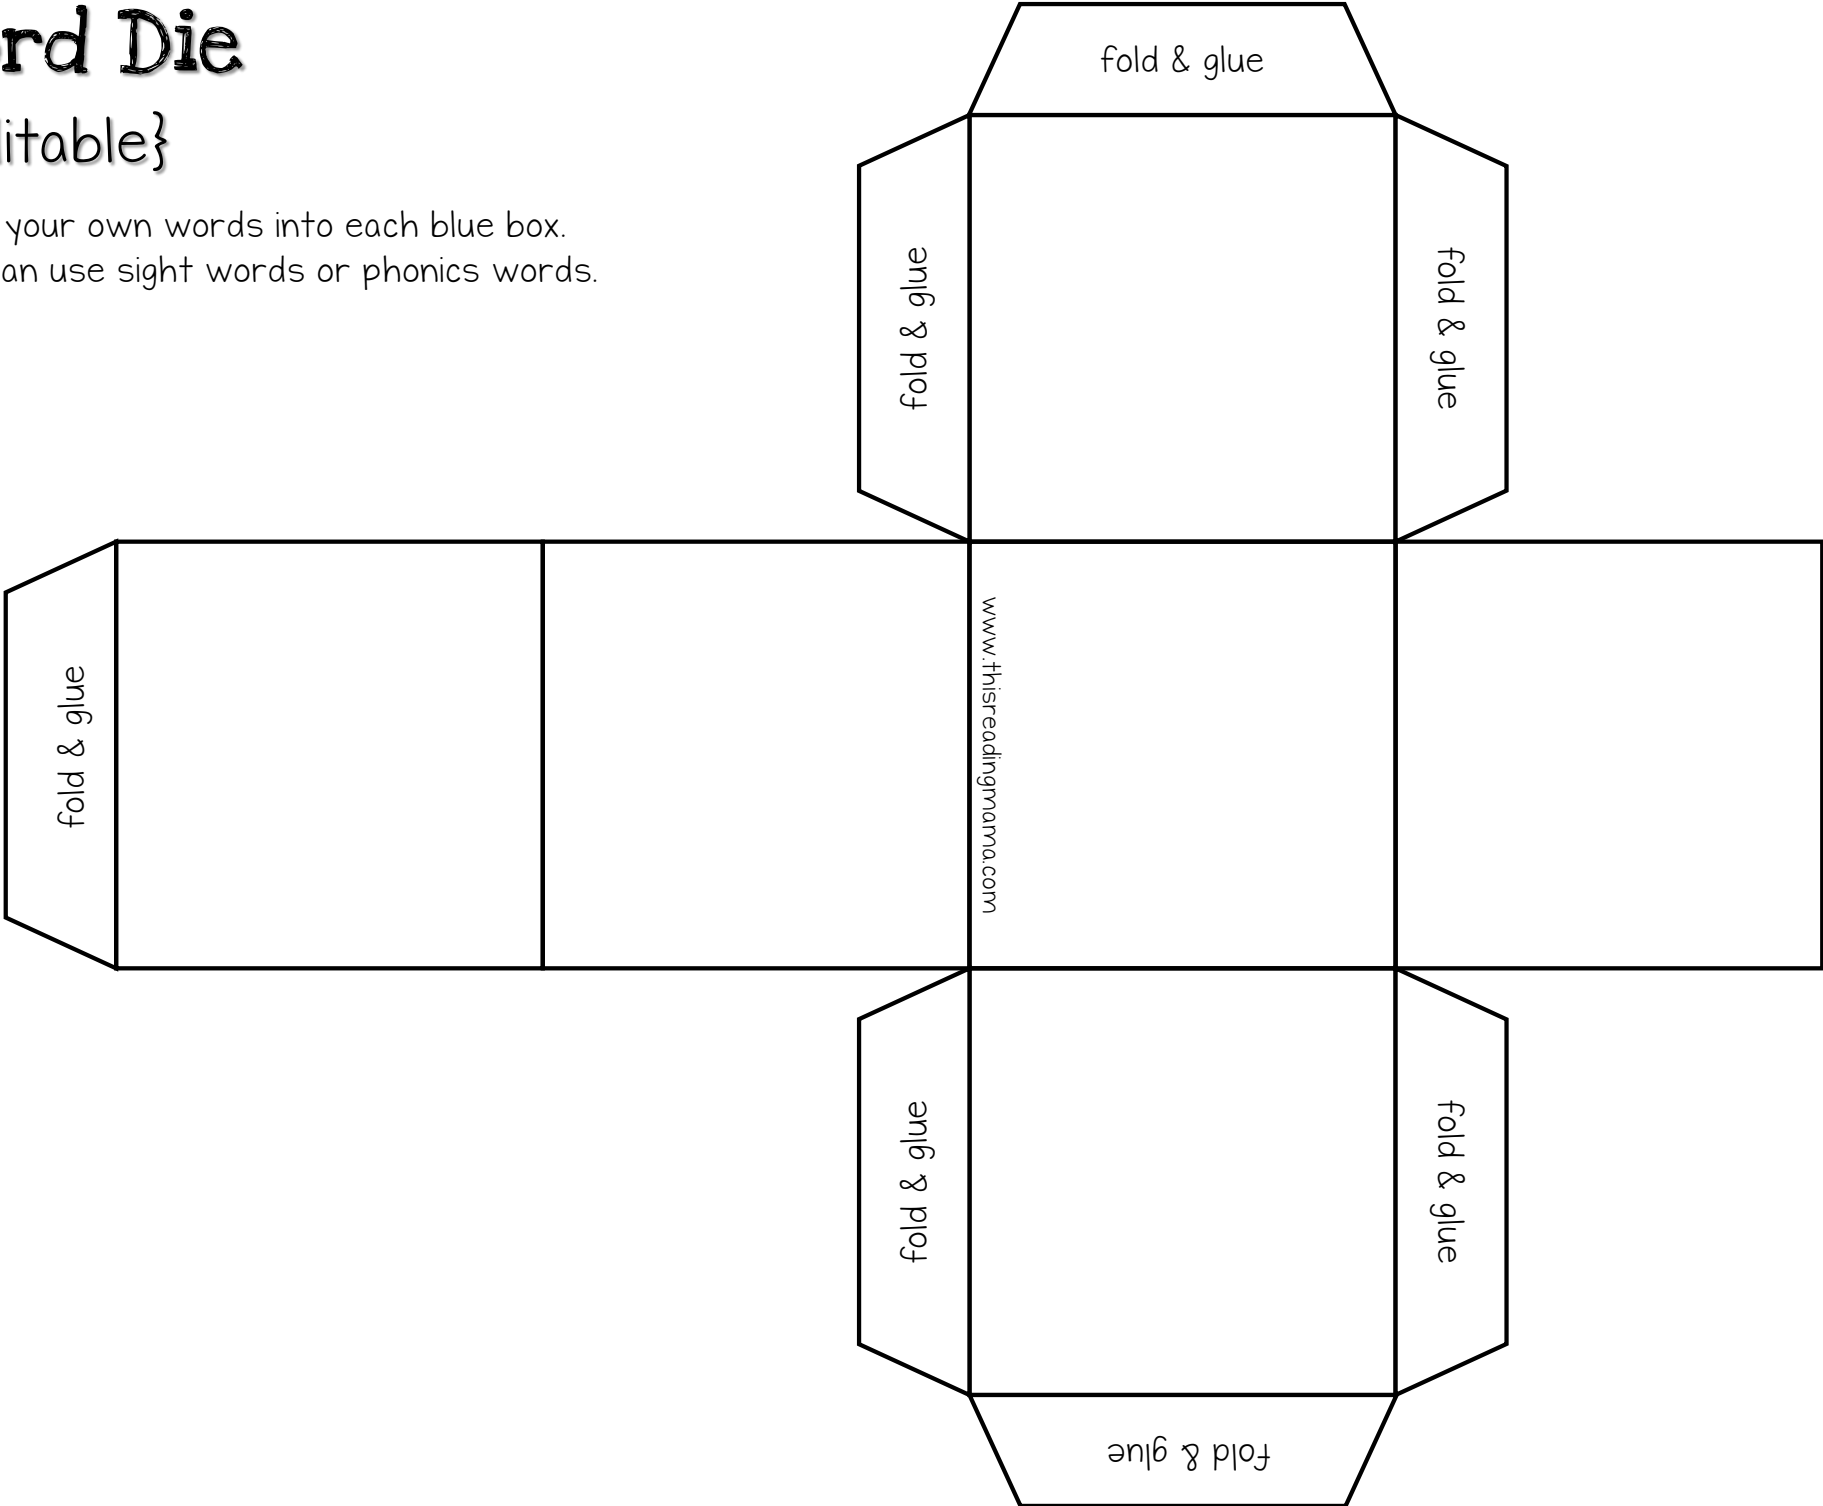 rd Die
fold & glue
itable}
your own words into each blue box.
an use sight words or phonics words.
fold & glue
fold & glue
fold & glue
www.thisreadingmama.com
fold & glue
fold & glue
fold & glue